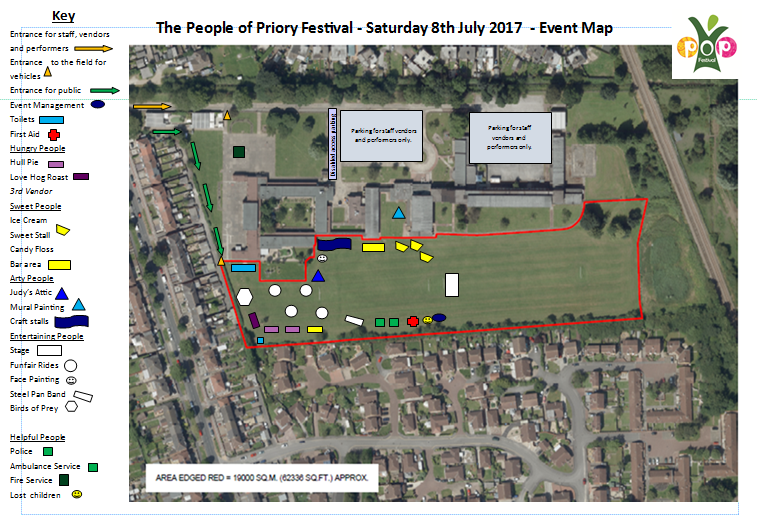 The People of Priory Festival - Saturday 8th July 2017 - Event Map
POP
Festival
Key
Entrance for staff, vendors
and performers
Entrance to the field for
vehicles
Entrance for public
Event Management
Toilets
First Aid
Hungry People
Hull Pie
Love Hog Roast
3rd Vendor
Sweet People
Ice Cream
Sweet Stall
Candy Floss
Bar area
Arty People
Judy's Attic
Mural Painting
Craft stalls
Entertaining People
Stage
Funfair Rides
Face Painting
Steel Pan Band
Birds of Prey
Helpful People
Police
Ambulance Service
Fire Service
Lost children
Disabled access parking
Parking for staff vendors
and performers only.
Parking for staff
vendors and
performers only.
AREA EDGED RED = 19000 SQ.M. (62336 SQ.FT.) APPROX.